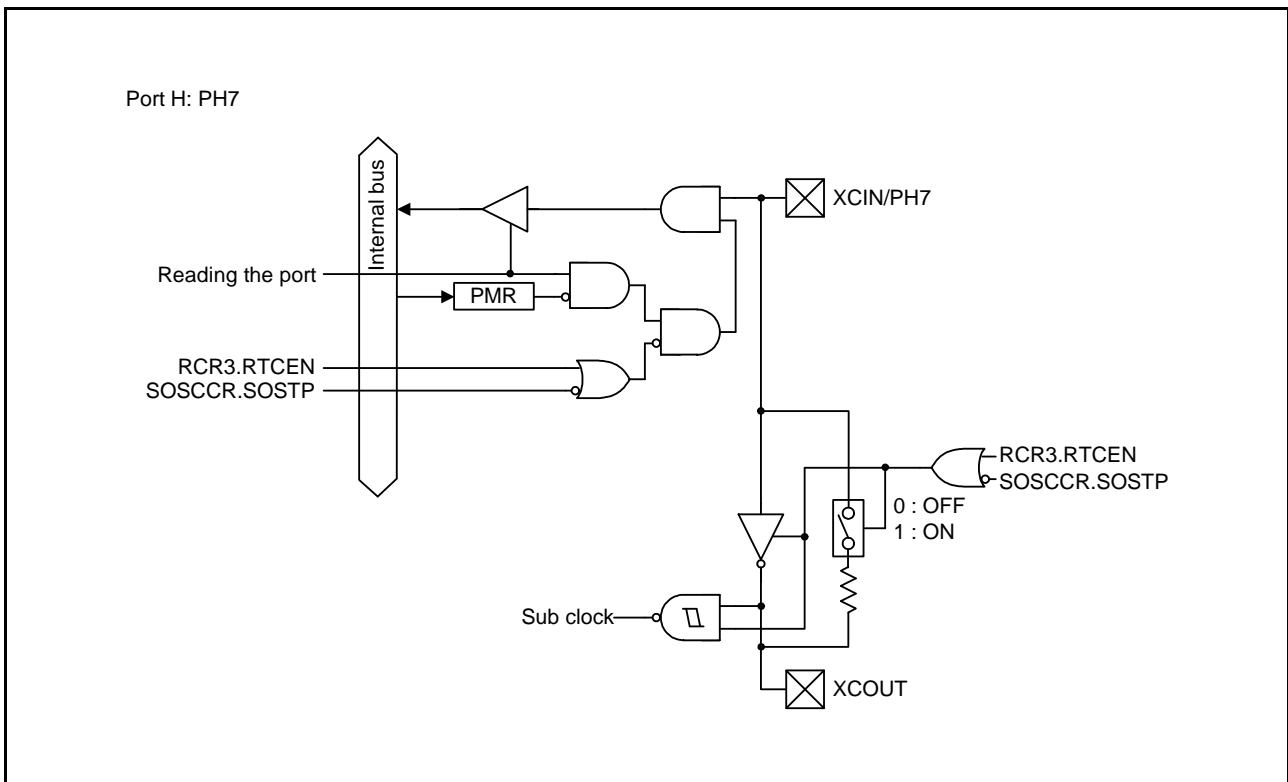 Port H: PH7
Internal bus
XCIN/PH7
Reading the port
PMR
RCR3.RTCEN
SOSCCR.SOSTP
RCR3.RTCEN
SOSCCR.SOSTP
0 : OFF
1 : ON
Sub clock
XCOUT